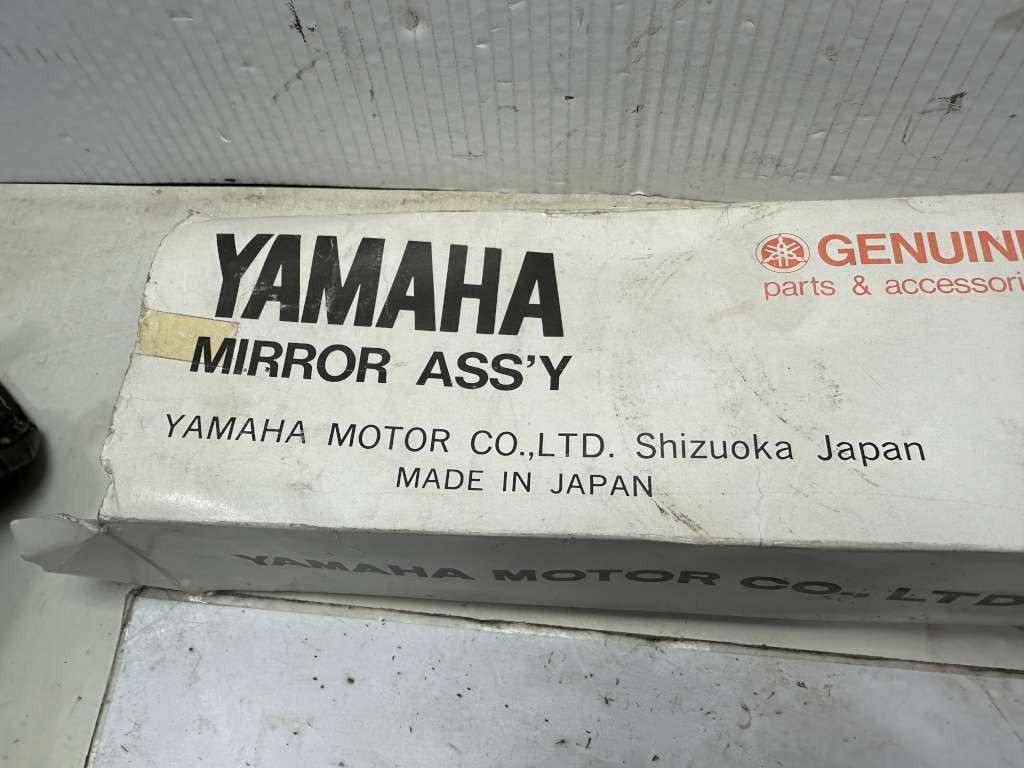 YAMAHA
MIRROR ASS'Y
YAMAHA MOTOR CO.,LTD. Shizuoka Japan
MADE IN JAPAN
GENUIN
parts & accessori
YAMAHA MOTOR CO., LTD